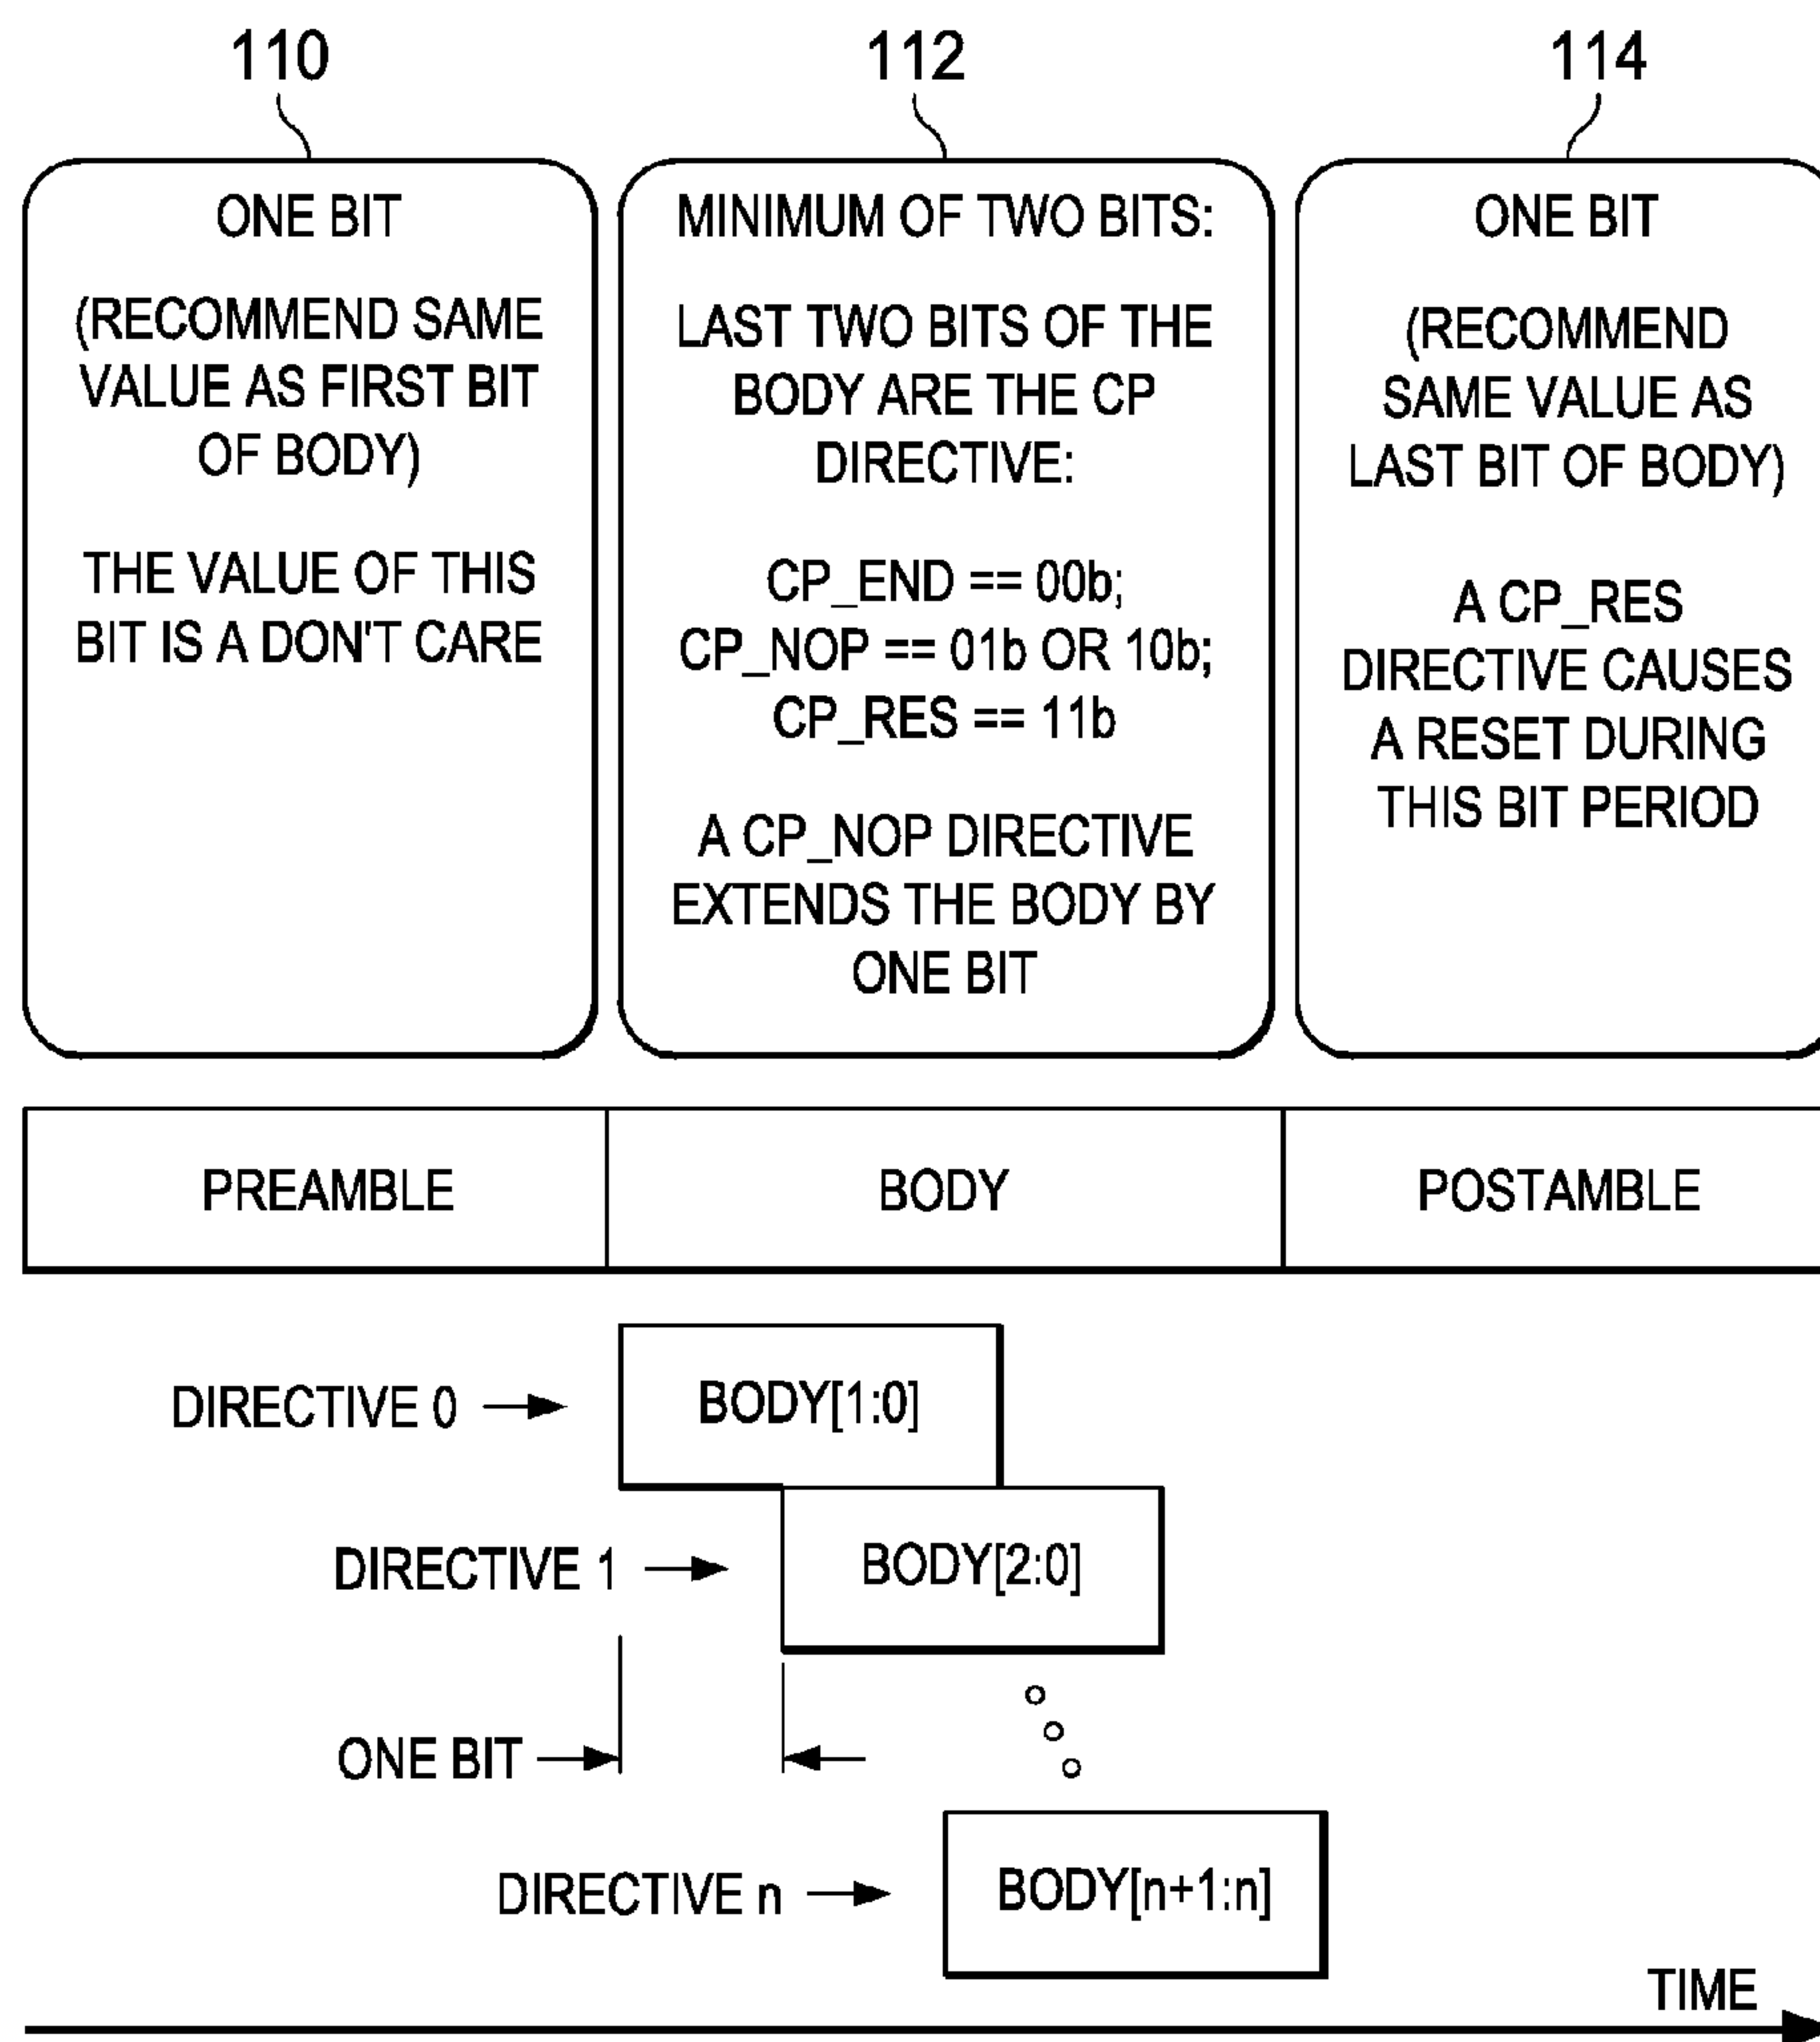 110
112
114
ONE BIT
(RECOMMEND SAME
VALUE AS FIRST BIT
OF BODY)
THE VALUE OF THIS
BIT IS A DON'T CARE
MINIMUM OF TWO BITS:
LAST TWO BITS OF THE
BODY ARE THE CP
DIRECTIVE:
CP_END == 00b;
CP_NOP == 01b OR 10b;
CP_RES == 11b
A CP_NOP DIRECTIVE
EXTENDS THE BODY BY
ONE BIT
ONE BIT
(RECOMMEND
SAME VALUE AS
LAST BIT OF BODY)
A CP_RES
DIRECTIVE CAUSES
A RESET DURING
THIS BIT PERIOD
PREAMBLE
BODY
POSTAMBLE
DIRECTIVE 0
BODY[1:0]
DIRECTIVE 1
BODY[2:0]
ONE BIT
DIRECTIVE n
BODY[n+1:n]
TIME